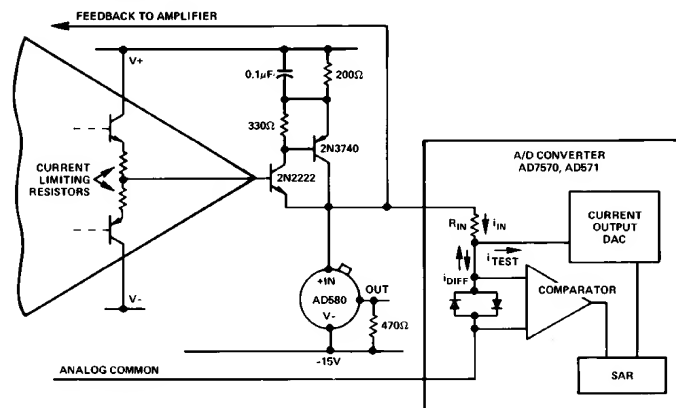 FEEDBACK TO AMPLIFIER
V+
0.1μF
200Ω
330Ω
2N3740
2N2222
CURRENT
LIMITING
RESISTORS
V-
+IN
AD580
V-
OUT
470Ω
-15V
ANALOG COMMON
A/D CONVERTER
AD7570, AD571
RIN
iIN
iTEST
iDIFF
CURRENT
OUTPUT
DAC
COMPARATOR
SAR